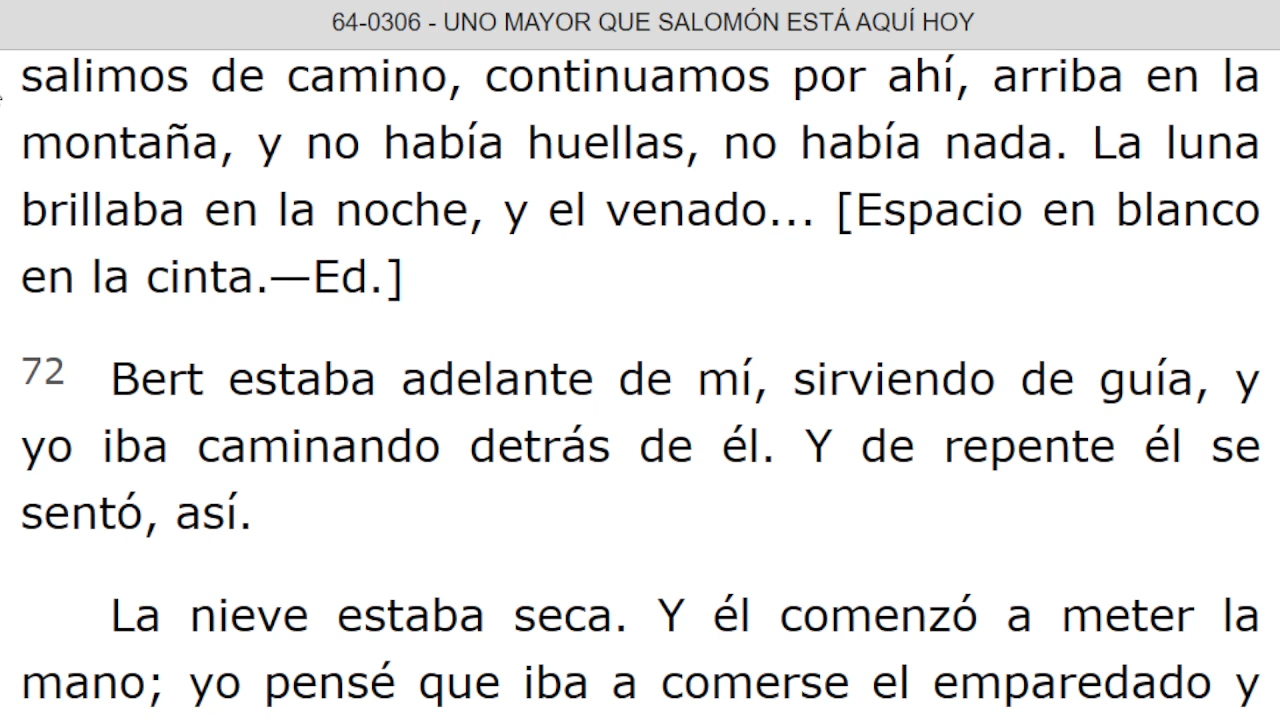 64-0306 - UNO MAYOR QUE SALOMÓN ESTÁ AQUÍ HOY
salimos de camino, continuamos por ahí, arriba en la
montaña, y no había huellas, no había nada. La luna
brillaba en la noche, y el venado... [Espacio en blanco
en la cinta.—Ed.]
72 Bert estaba adelante de mí, sirviendo de guía, y
yo iba caminando detrás de él. Y de repente él se
sentó, así.
La nieve estaba seca. Y él comenzó a meter la
mano; yo pensé que iba a comerse el emparedado y